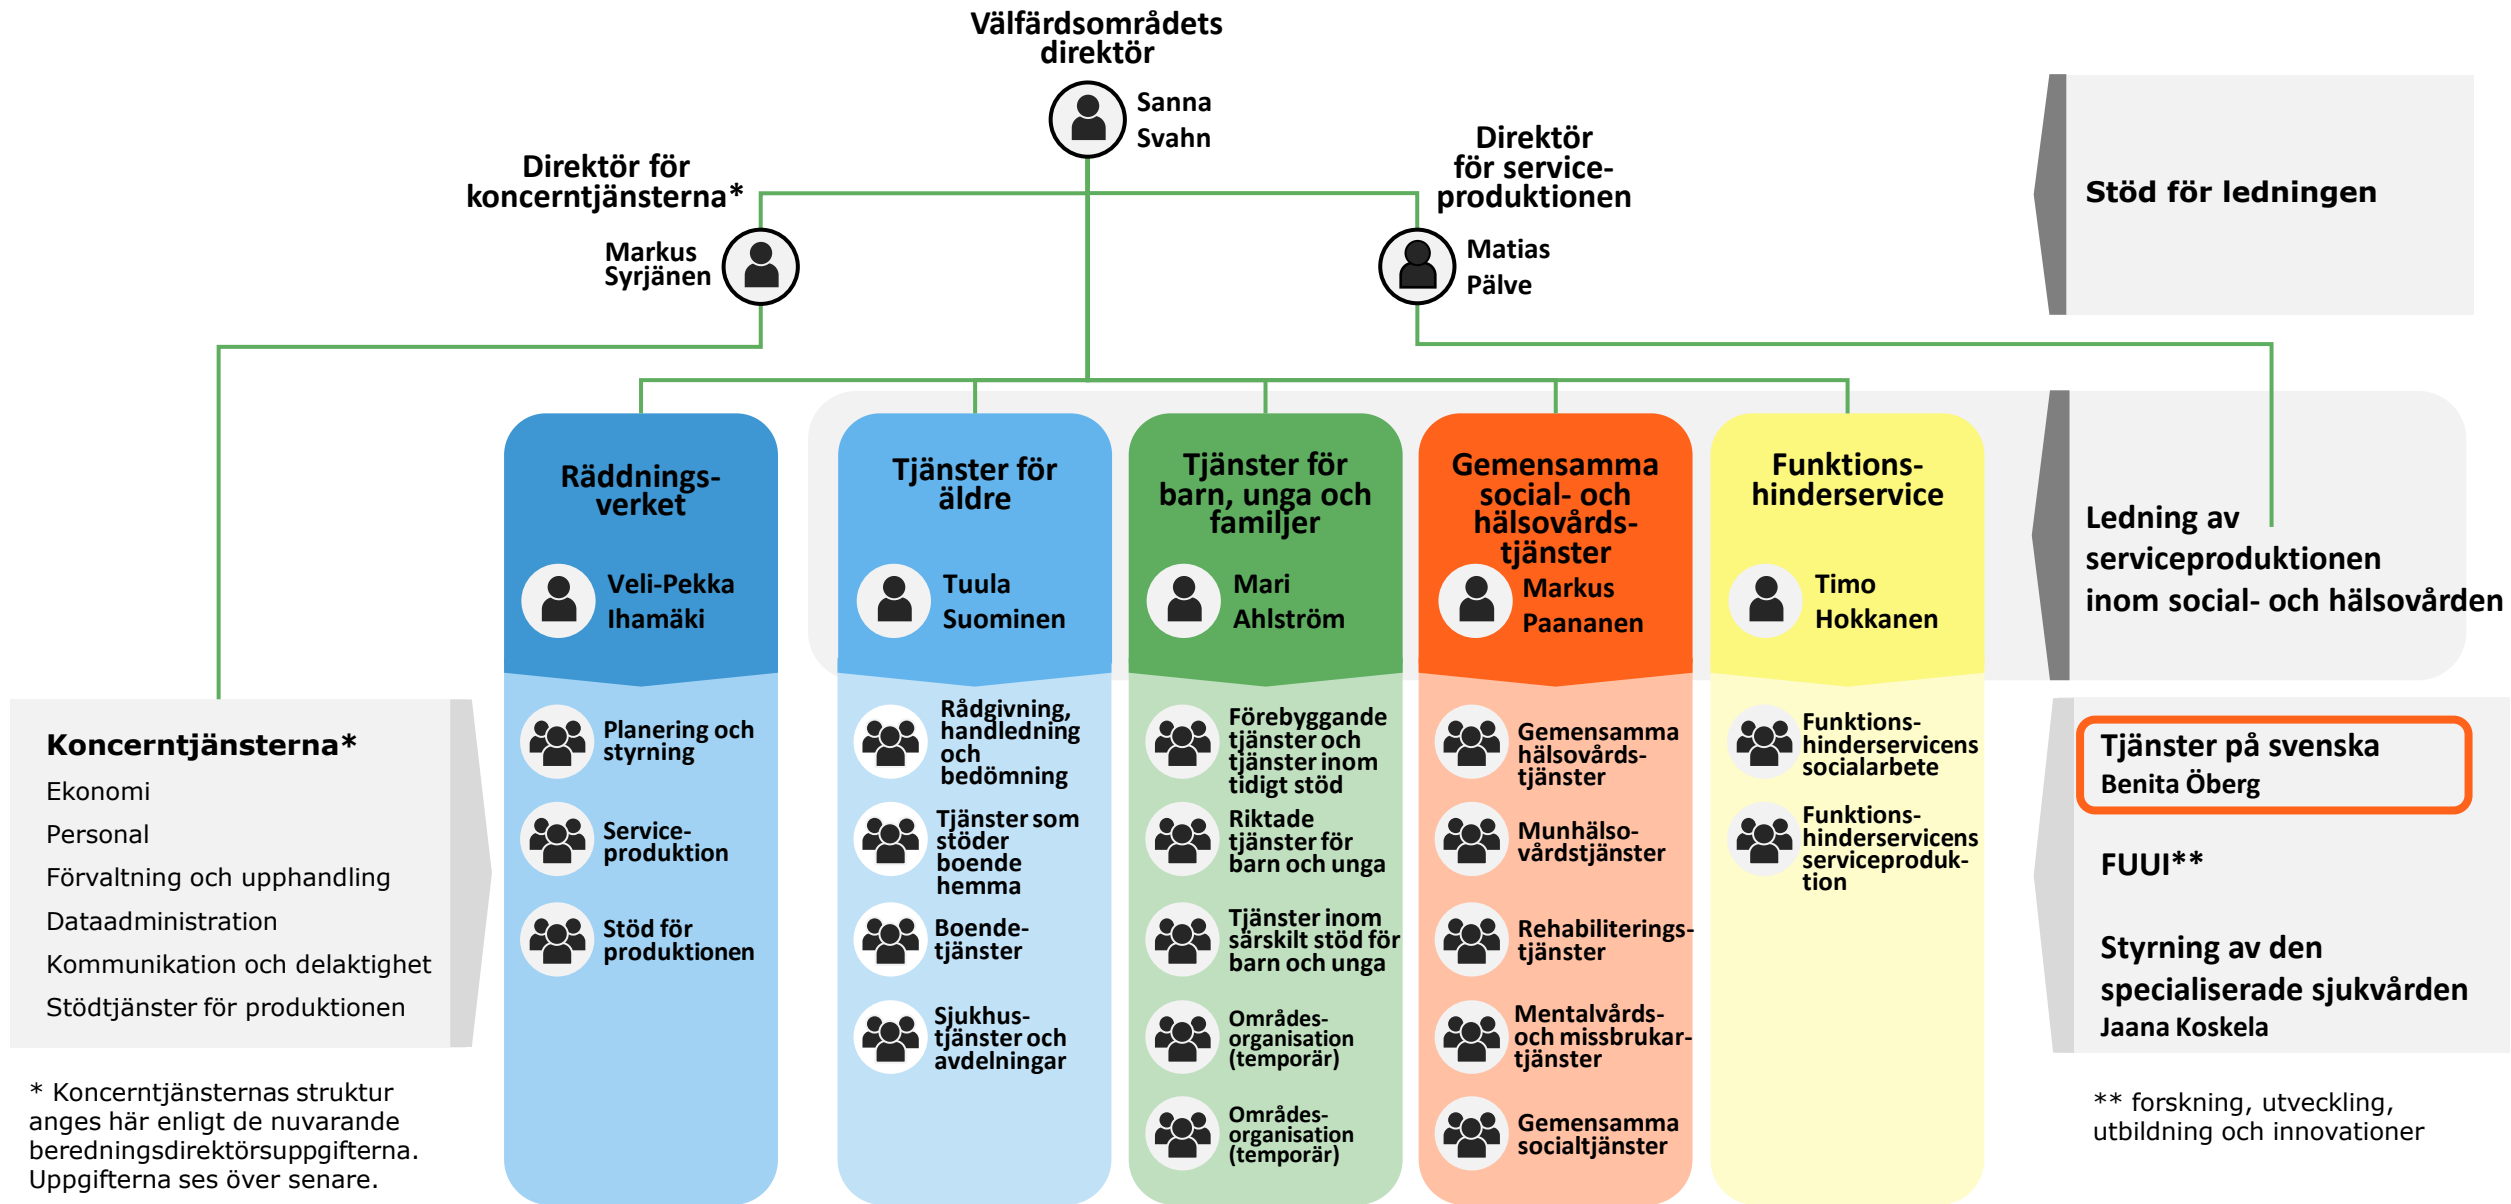 Välfärdsområdets
direktör
Sanna
Svahn
Direktör för
koncerntjänsterna*
Markus
Syrjänen
Direktör
för service-
produktionen
Matias
Pälve
Stöd för ledningen
Räddnings-
verket
Veli-Pekka
Ihamäki
Planering och
styrning
Service-
produktion
Stöd för
produktionen
Tjänster för
äldre
Tuula
Suominen
Rådgivning,
handledning
och
bedömning
Tjänster som
stöder
boende
hemma
Boende-
tjänster
Sjukhus-
tjänster och
avdelningar
Tjänster för
barn, unga och
familjer
Mari
Ahlström
Förebyggande
tjänster och
tjänster inom
tidigt stöd
Riktade
tjänster för
barn och unga
Tjänster inom
särskilt stöd för
barn och unga
Områdes-
organisation
(temporär)
Områdes-
organisation
(temporär)
Gemensamma
social- och
hälsovårds-
tjänster
Markus
Paananen
Gemensamma
hälsovårds-
tjänster
Munhälso-
vårdstjänster
Rehabiliterings-
tjänster
Mentalvårds-
och missbrukar-
tjänster
Gemensamma
socialtjänster
Funktions-
hinderservice
Timo
Hokkanen
Funktions-
hinderservicens
socialarbete
Funktions-
hinderservicens
serviceproduk-
tion
Ledning av
serviceproduktionen
inom social- och hälsovården
Koncerntjänsterna*
Ekonomi
Personal
Förvaltning och upphandling
Dataadministration
Kommunikation och delaktighet
Stödtjänster för produktionen
* Koncerntjänsternas struktur
anges här enligt de nuvarande
beredningsdirektörsuppgifterna.
Uppgifterna ses över senare.
Tjänster på svenska
Benita Öberg
FUUI**
Styrning av den
specialiserade sjukvården
Jaana Koskela
** forskning, utveckling,
utbildning och innovationer